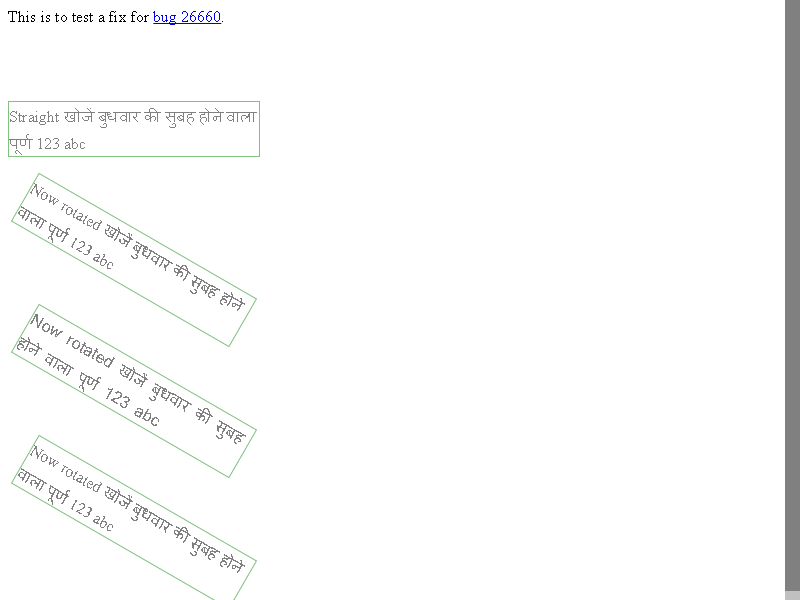 This is to test a fix for bug 26660.
Straight खोजें बुधवार की सुबह होने वाला
पूर्ण 123 abc
Now rotated खोजें बुधवार की सुबह होने
वाला पूर्ण 123 abc
Now rotated खोजें बुधवार की सुबह
होने वाला पूर्ण 123 abc
Now rotated खोजें बुधवार की सुबह होने
वाला पूर्ण 123 abc